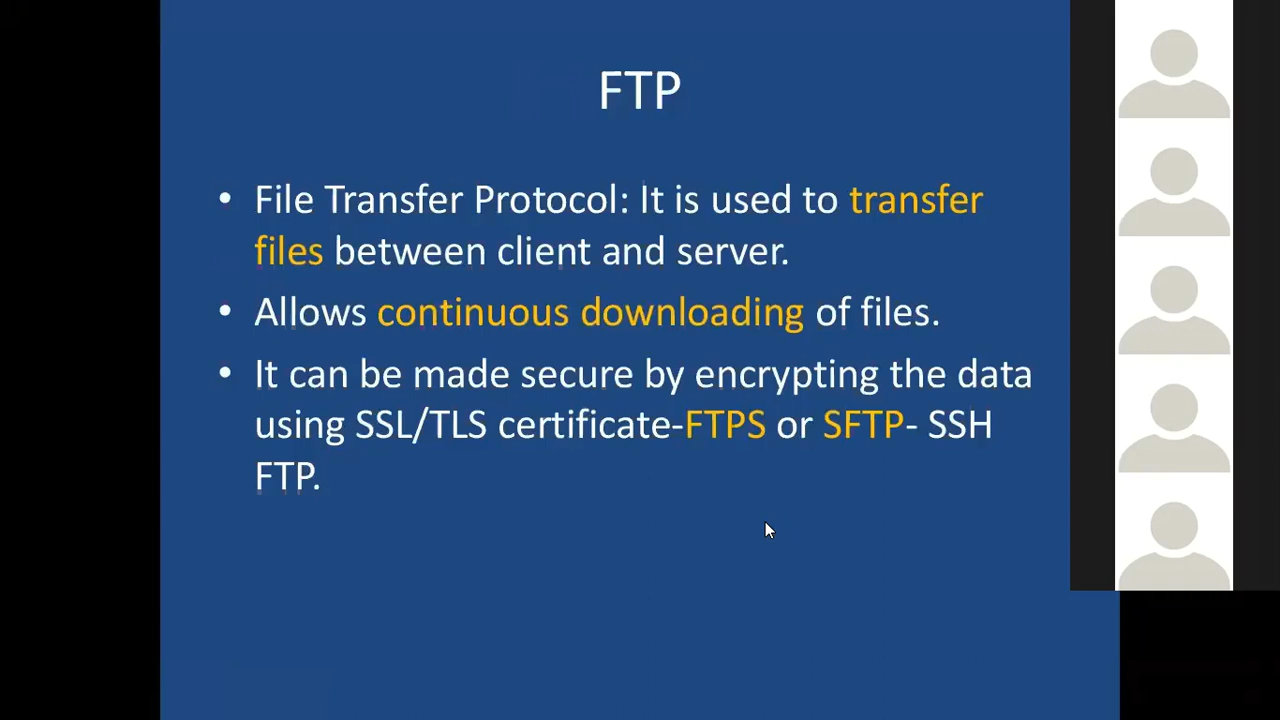 FTP
• File Transfer Protocol: It is used to transfer
files between client and server.
• Allows continuous downloading of files.
• It can be made secure by encrypting the data
using SSL/TLS certificate-FTPS or SFTP- SSH
FTP.